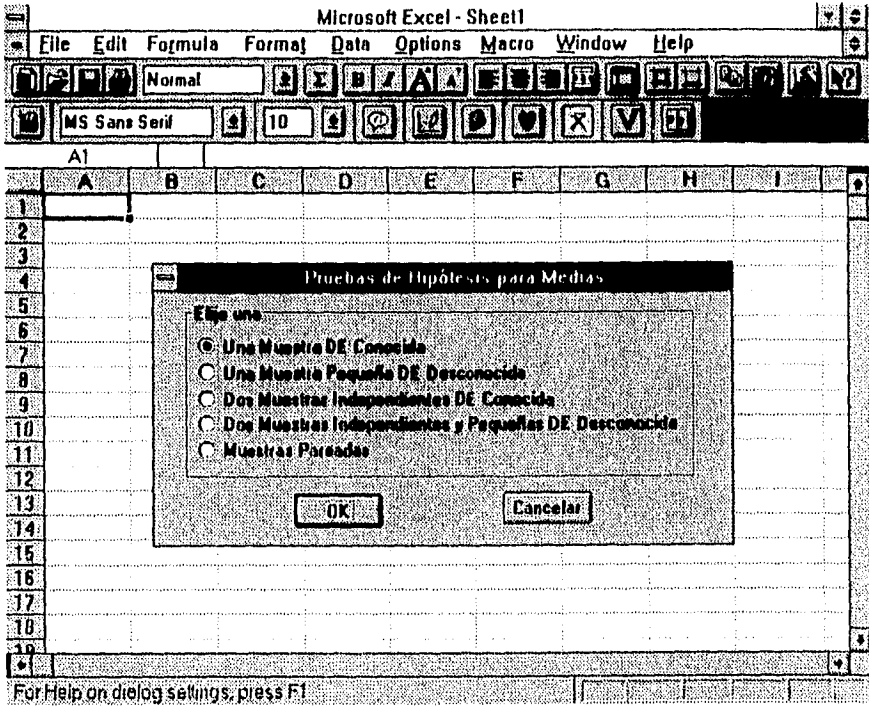 Microsoft Excel - Sheet1
File Edit Formula Format Data Options Macro Window Help
Normal Σ B I A A
MS Sans Serif 10
A1
A B C D E F G H I
1
2
3
4
5
6
7
8
9
10
11
12
13
14
15
16
17
18
19
Pruebas de Hipótesis para Medias
Elije una
Una Muestra DE Conocida
Una Muestra Pequeña DE Desconocida
Dos Muestras Independientes DE Conocida
Dos Muestras Independientes y Pequeñas DE Desconocida
Muestras Pareadas
OK Cancelar
For Help on dialog settings, press F1